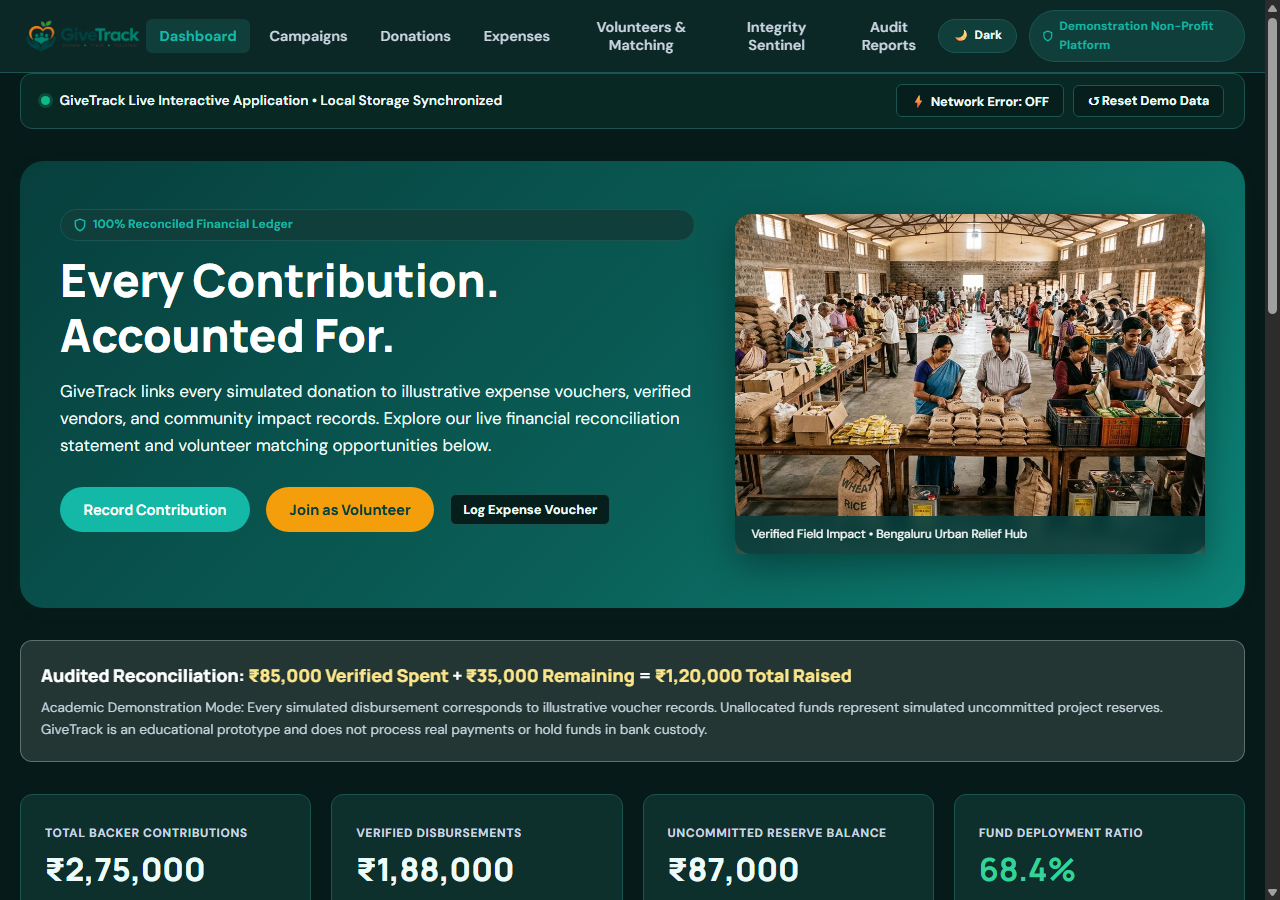 GiveTrack
Dashboard
Campaigns
Donations
Expenses
Volunteers &
Matching
Integrity
Sentinel
Audit
Reports
🌙 Dark
Demonstration Non-Profit
Platform
GiveTrack Live Interactive Application • Local Storage Synchronized
⚡ Network Error: OFF
↺ Reset Demo Data
100% Reconciled Financial Ledger
Every Contribution.
Accounted For.
GiveTrack links every simulated donation to illustrative expense vouchers, verified
vendors, and community impact records. Explore our live financial reconciliation
statement and volunteer matching opportunities below.
Record Contribution
Join as Volunteer
Log Expense Voucher
WHEAT
RICE
Verified Field Impact • Bengaluru Urban Relief Hub
Audited Reconciliation: ₹85,000 Verified Spent + ₹35,000 Remaining = ₹1,20,000 Total Raised
Academic Demonstration Mode: Every simulated disbursement corresponds to illustrative voucher records. Unallocated funds represent simulated uncommitted project reserves.
GiveTrack is an educational prototype and does not process real payments or hold funds in bank custody.
TOTAL BACKER CONTRIBUTIONS
₹2,75,000
VERIFIED DISBURSEMENTS
₹1,88,000
UNCOMMITTED RESERVE BALANCE
₹87,000
FUND DEPLOYMENT RATIO
68.4%